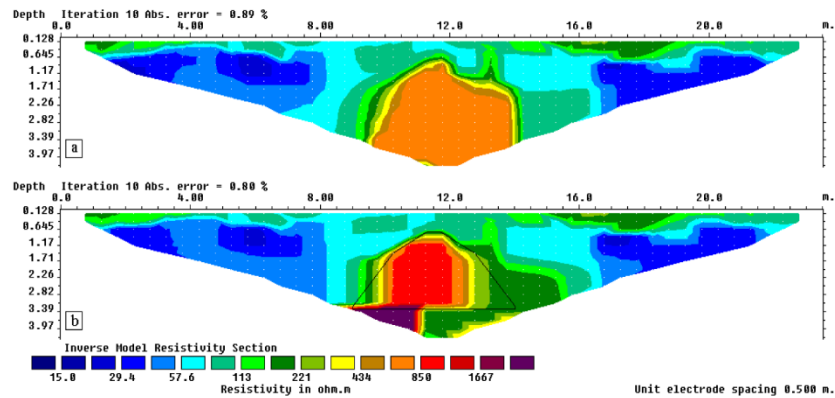 Depth Iteration 10 Abs. error = 0.89 %
0.0 4.00 8.00 12.0 16.0 20.0 m.
0.128
0.645
1.17
1.71
2.26
2.82
3.39
3.97
a
Depth Iteration 10 Abs. error = 0.80 %
0.0 4.00 8.00 12.0 16.0 20.0 m.
0.128
0.645
1.17
1.71
2.26
2.82
3.39
3.97
b
Inverse Model Resistivity Section
15.0 29.4 57.6 113 221 434 850 1667
Resistivity in ohm.m Unit electrode spacing 0.500 m.